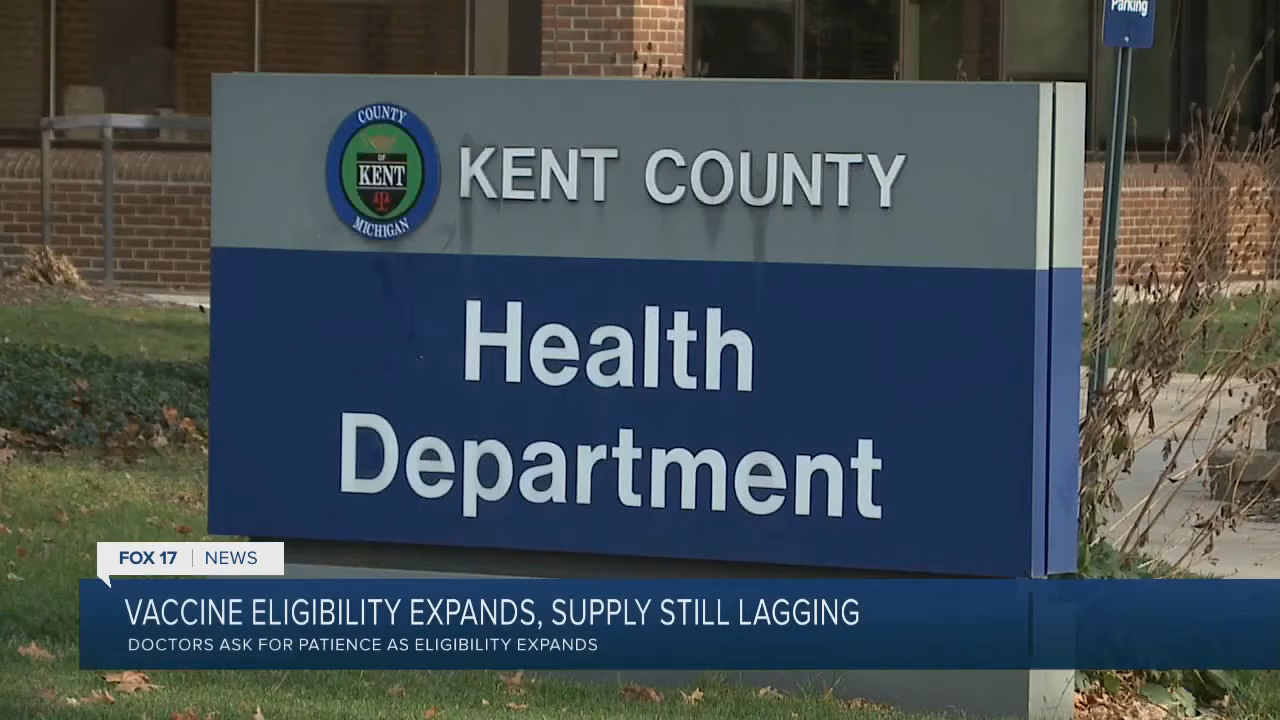 Parking
COUNTY
OF
KENT
MICHIGAN
KENT COUNTY
Health
Department
FOX 17 | NEWS
VACCINE ELIGIBILITY EXPANDS, SUPPLY STILL LAGGING
DOCTORS ASK FOR PATIENCE AS ELIGIBILITY EXPANDS